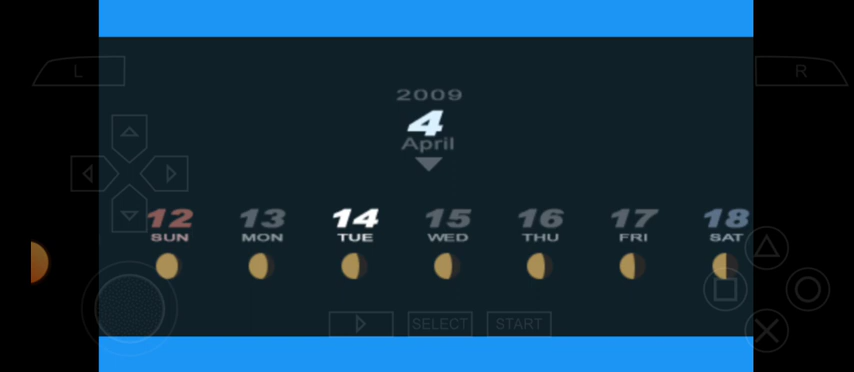 L
R
2009
4
April
12 13 14 15 16 17 18
SUN MON TUE WED THU FRI SAT
SELECT START